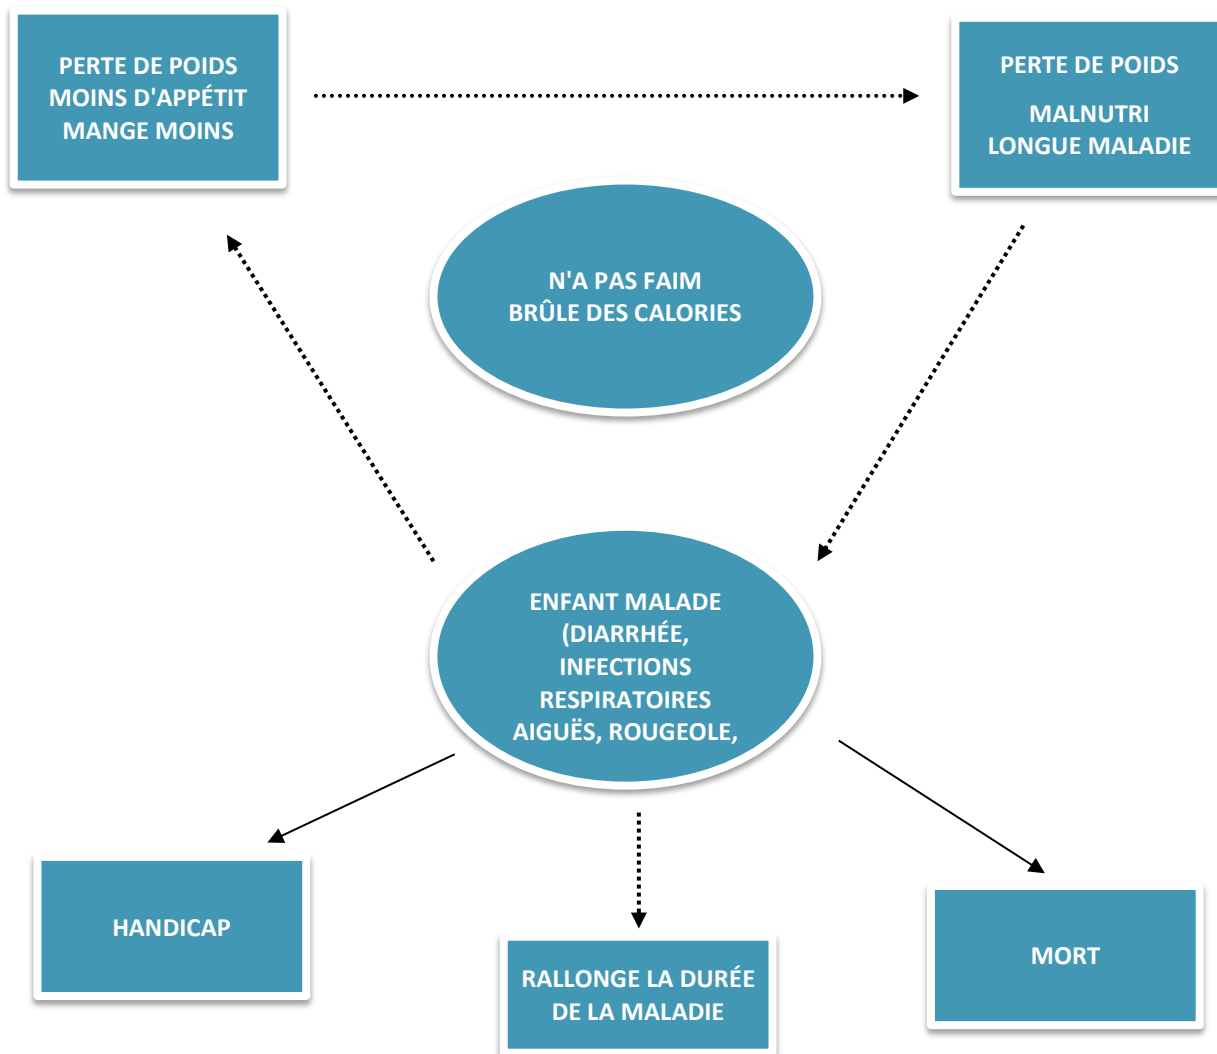 PERTE DE POIDS
MOINS D'APPÉTIT
MANGE MOINS
PERTE DE POIDS
MALNUTRI
LONGUE MALADIE
N'A PAS FAIM
BRÛLE DES CALORIES
ENFANT MALADE
(DIARRHÉE,
INFECTIONS
RESPIRATOIRES
AIGUËS, ROUGEOLE,
HANDICAP
RALLONGE LA DURÉE
DE LA MALADIE
MORT